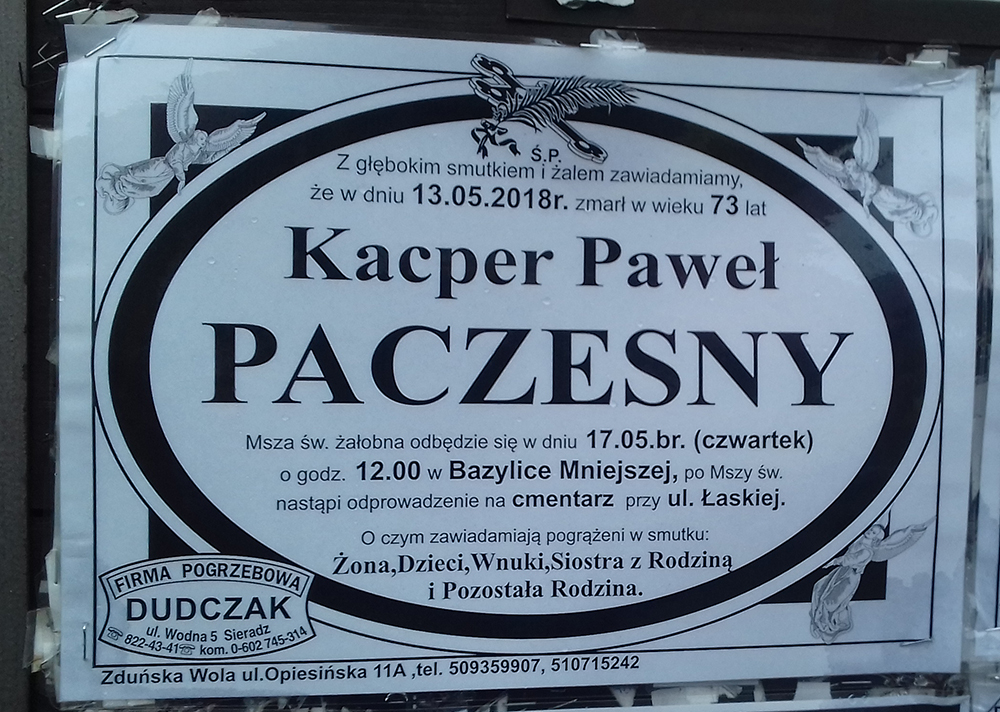 Ś.P.
Z głębokim smutkiem i żalem zawiadamiamy,
że w dniu 13.05.2018r. zmarł w wieku 73 lat
Kacper Paweł
PACZESNY
Msza św. żałobna odbędzie się w dniu 17.05.br. (czwartek)
o godz. 12.00 w Bazylice Mniejszej, po Mszy św.
nastąpi odprowadzenie na cmentarz przy ul. Łaskiej.
O czym zawiadamiają pogrążeni w smutku:
Żona,Dzieci,Wnuki,Siostra z Rodziną
i Pozostała Rodzina.
FIRMA POGRZEBOWA
DUDCZAK
ul. Wodna 5 Sieradz
☏ 822-43-41☏ kom. 0-602 745-314
Zduńska Wola ul.Opiesińska 11A ,tel. 509359907, 510715242